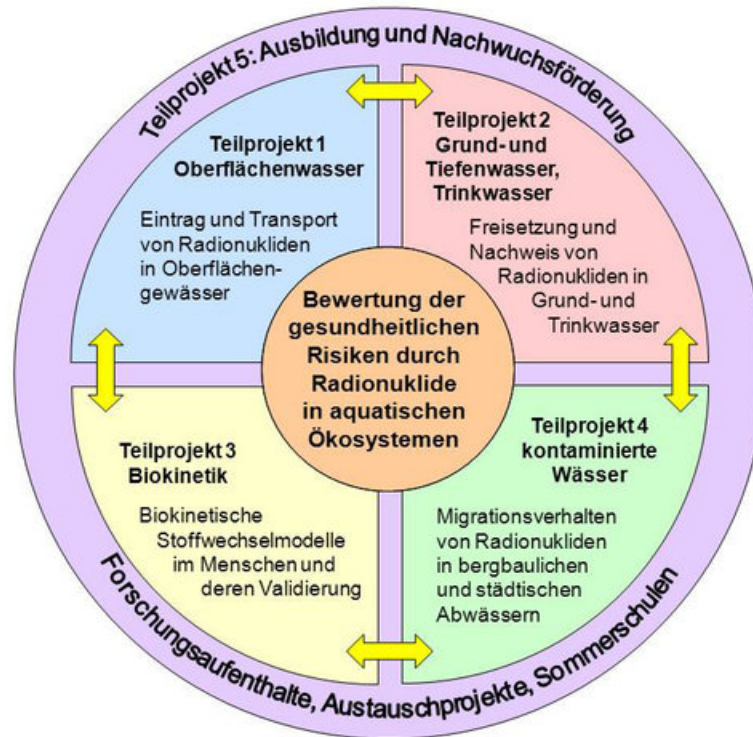 Teilprojekt 5: Ausbildung und Nachwuchsförderung
Teilprojekt 1
Oberflächenwasser
Eintrag und Transport
von Radionukliden
in Oberflächen-
gewässer
Teilprojekt 2
Grund- und
Tiefenwasser,
Trinkwasser
Freisetzung und
Nachweis von
Radionukliden in
Grund- und
Trinkwasser
Bewertung der
gesundheitlichen
Risiken durch
Radionuklide
in aquatischen
Ökosystemen
Teilprojekt 3
Biokinetik
Biokinetische
Stoffwechselmodelle
im Menschen und
deren Validierung
Teilprojekt 4
kontaminierte
Wässer
Migrationsverhalten
von Radionukliden
in bergbaulichen
und städtischen
Abwässern
Forschungsaufenthalte, Austauschprojekte, Sommerschulen